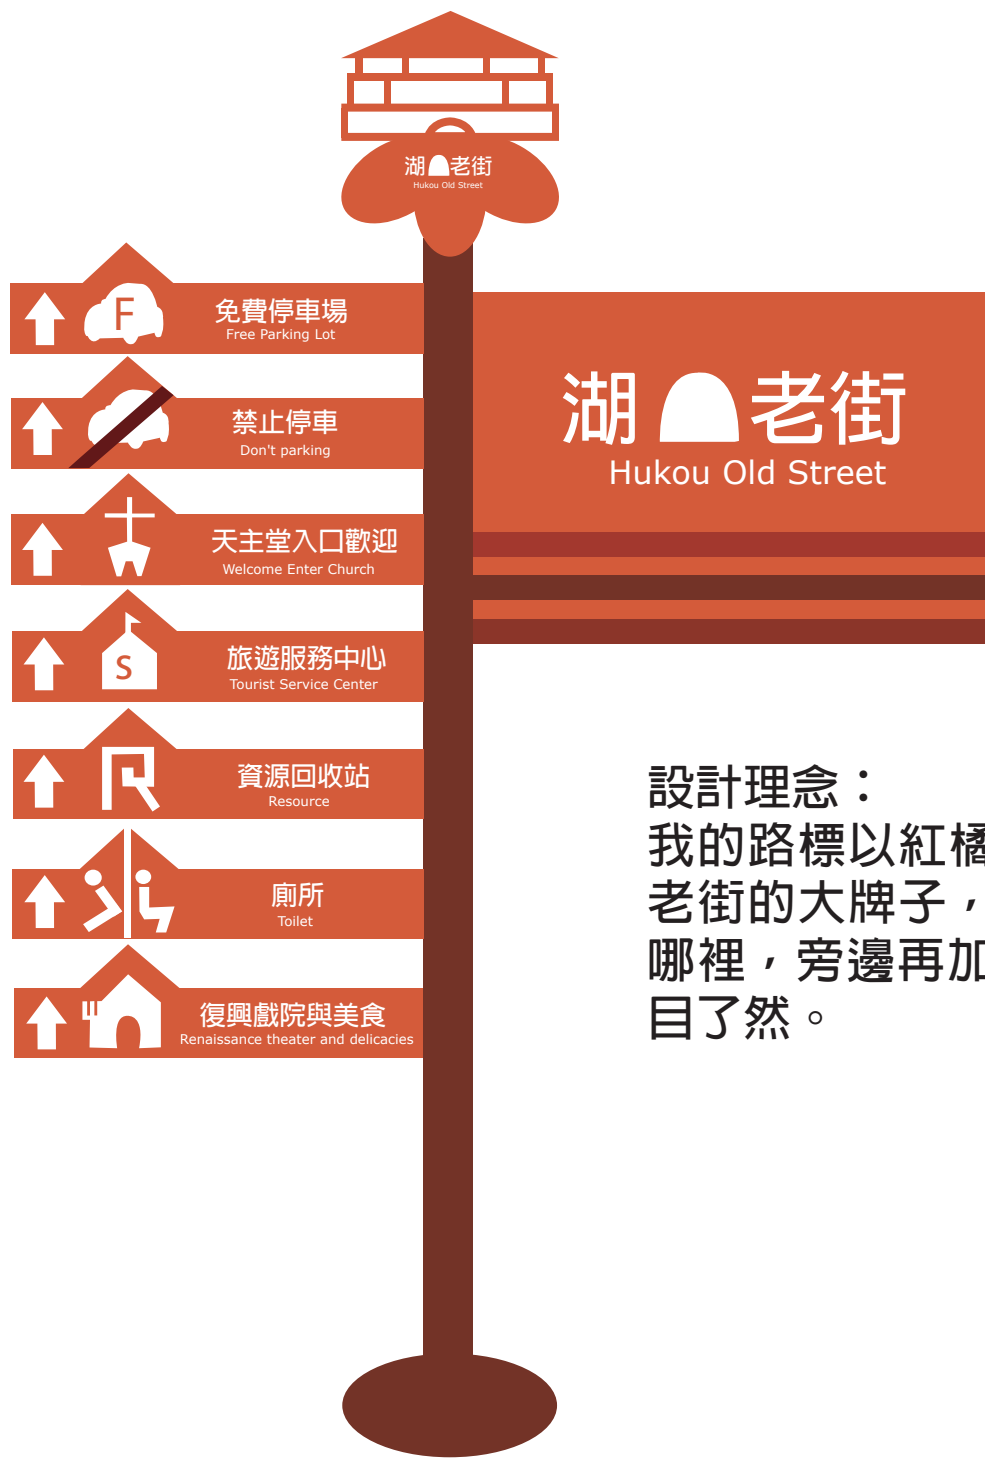 湖老街
Hukou Old Street
F
免費停車場
Free Parking Lot
禁止停車
Don't parking
天主堂入口歡迎
Welcome Enter Church
S
旅遊服務中心
Tourist Service Center
R
資源回收站
Resource
廁所
Toilet
復興戲院與美食
Renaissance theater and delicacies
湖老街
Hukou Old Street
設計理念：
我的路標以紅橘
老街的大牌子，
哪裡，旁邊再加
目了然。